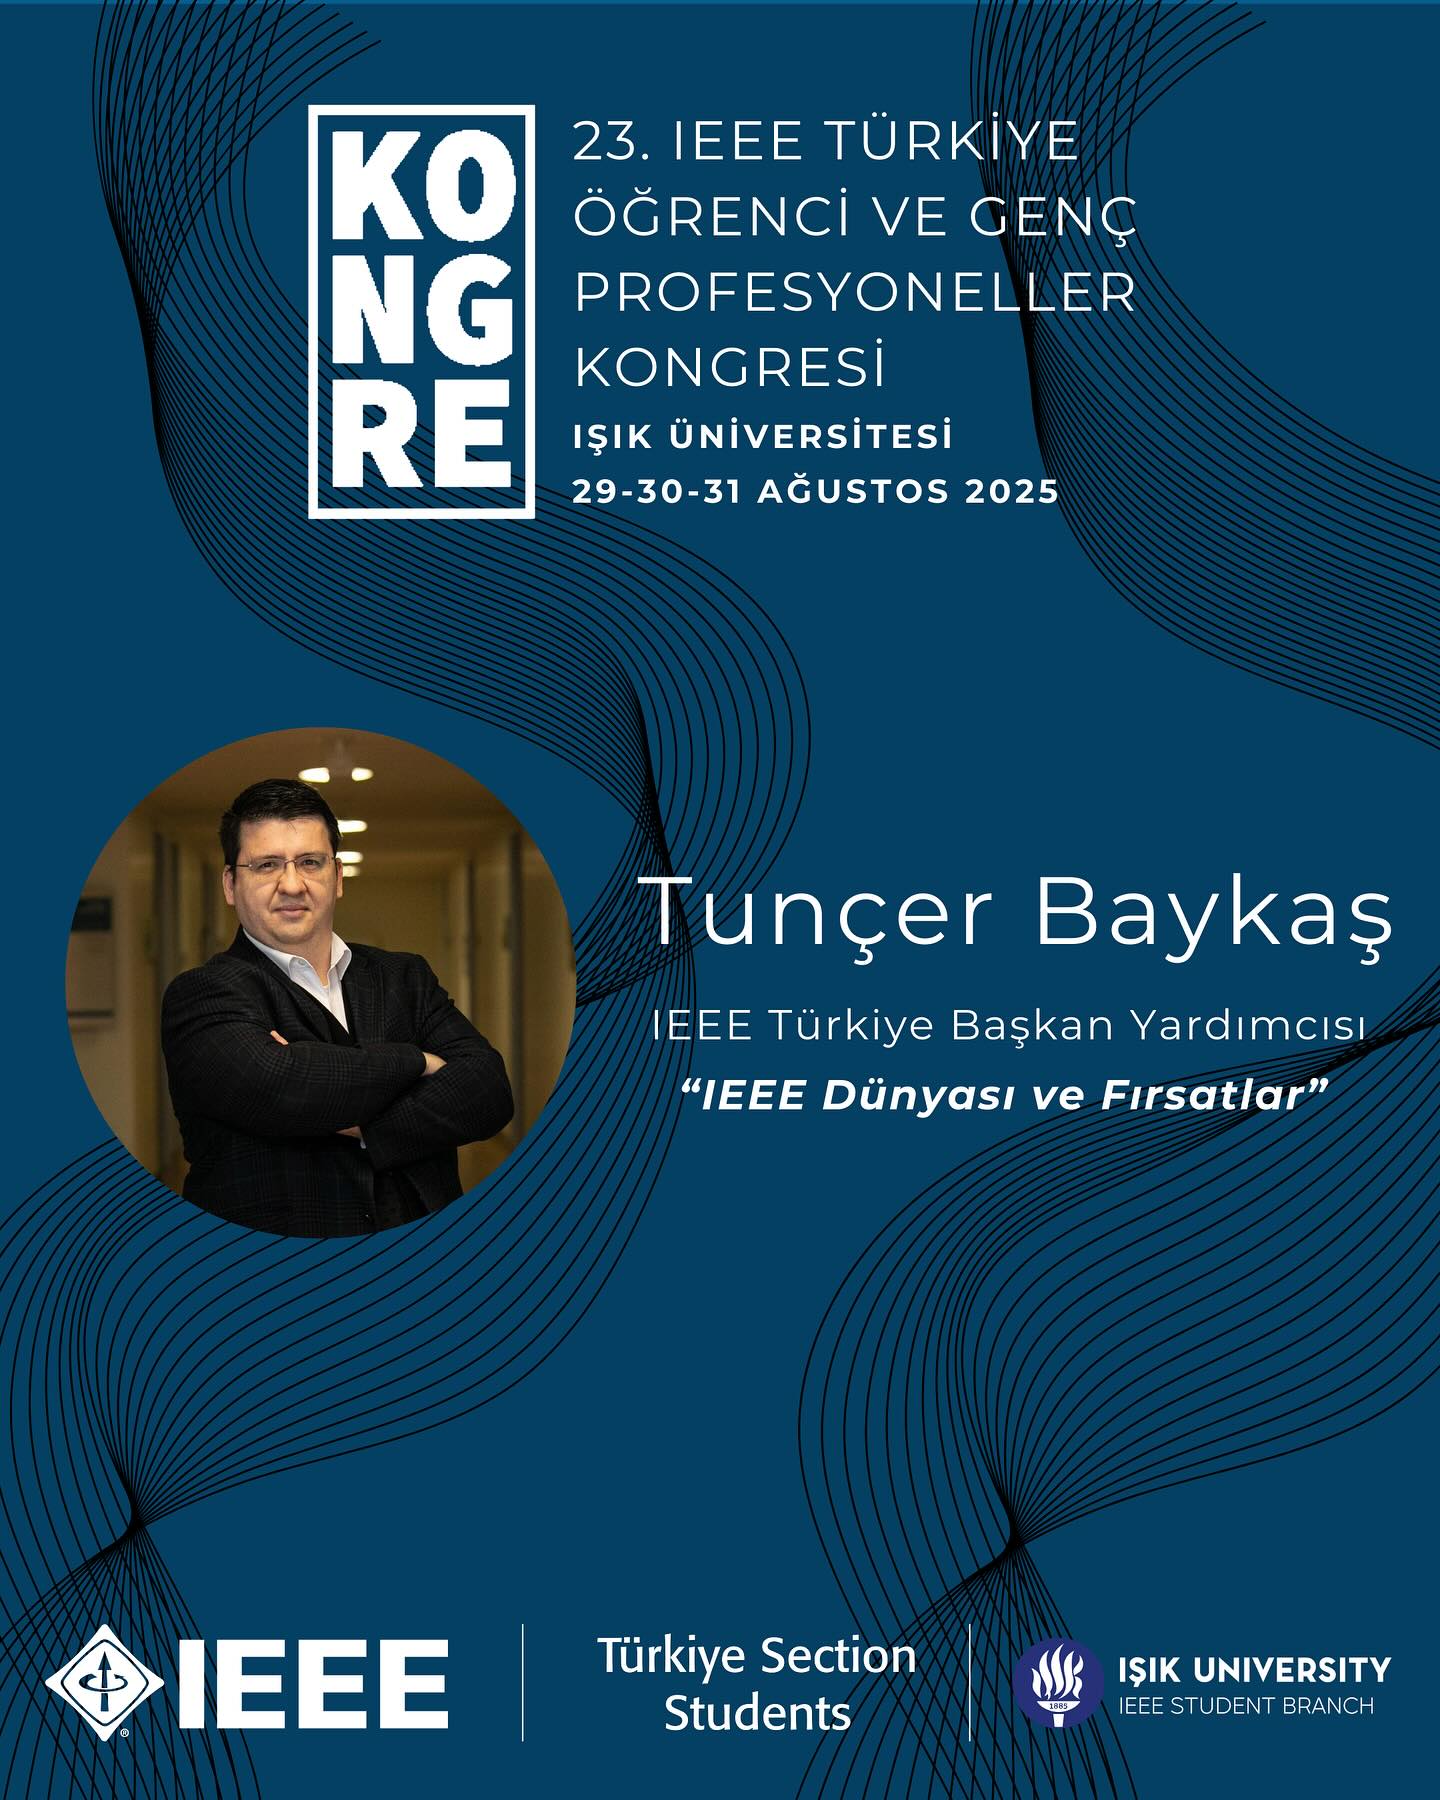 KO
NG
RE
23. IEEE TÜRKİYE
ÖĞRENCİ VE GENÇ
PROFESYONELLER
KONGRESİ
IŞIK ÜNİVERSİTESİ
29-30-31 AĞUSTOS 2025
Tunçer Baykaş
IEEE Türkiye Başkan Yardımcısı
“IEEE Dünyası ve Fırsatlar”
IEEE
®
Türkiye Section
Students
1885
IŞIK UNIVERSITY
IEEE STUDENT BRANCH